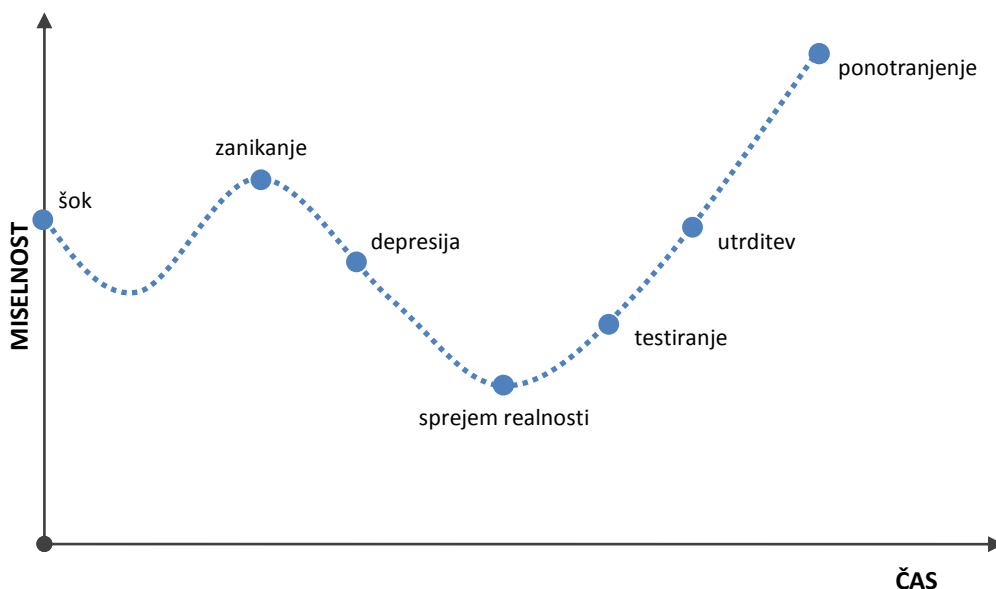 ponotranjenje
zanikanje
šok
depresija
utrditev
MISELNOST
testiranje
sprejem realnosti
ČAS